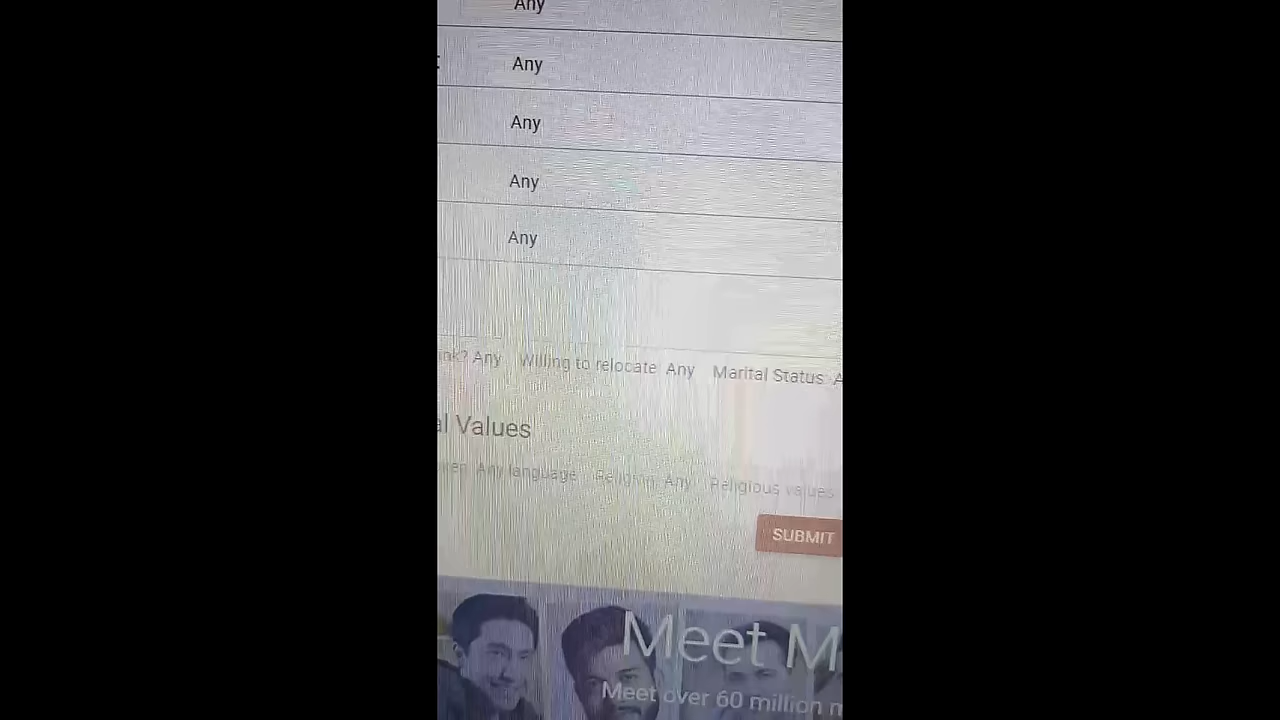 Any
Any
Any
Any
Any
Any Willing to relocate Any Marital Status:
Values
Any language Religion: Any Religious values
SUBMIT
Meet
Meet over 60 million